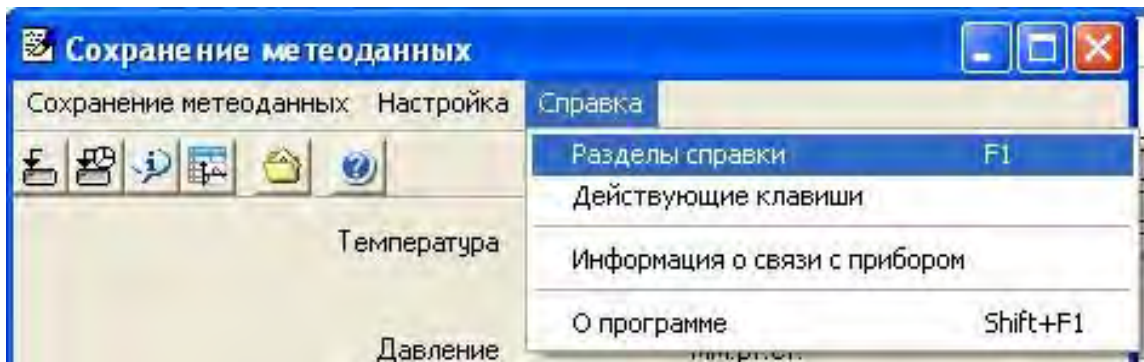 Сохранение метеоданных
Сохранение метеоданных Настройка Справка
Разделы справки F1
Действующие клавиши
Температура
Информация о связи с прибором
О программе Shift+F1
Давление